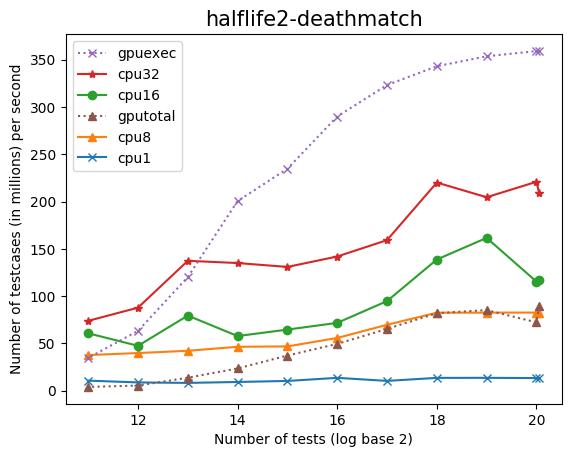 halflife2-deathmatch
Number of testcases (in millions) per second
350
300
250
200
150
100
50
0
gpuexec
cpu32
cpu16
gputotal
cpu8
cpu1
12 14 16 18 20
Number of tests (log base 2)